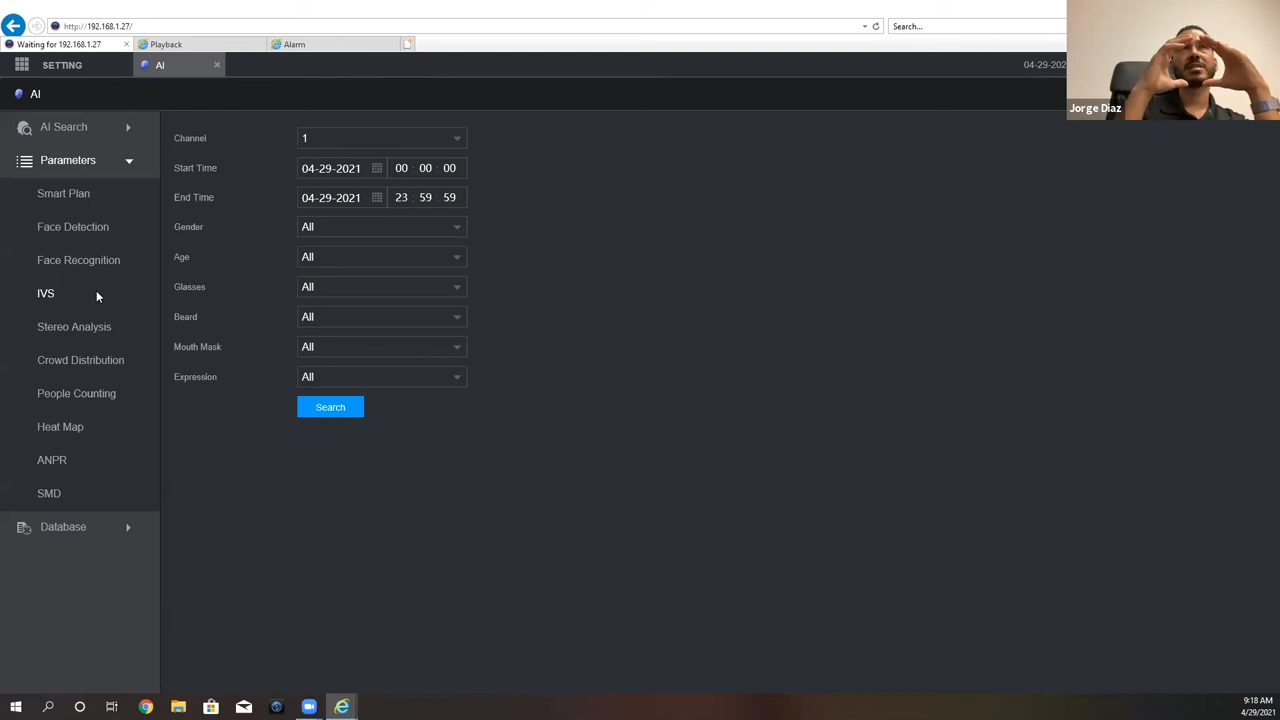 http://192.168.1.27/
Search...
Waiting for 192.168.1.27
Playback
Alarm
SETTING
AI
04-29-202
AI
Jorge Diaz
AI Search
Parameters
Smart Plan
Face Detection
Face Recognition
IVS
Stereo Analysis
Crowd Distribution
People Counting
Heat Map
ANPR
SMD
Database
Channel 1
Start Time 04-29-2021 00 : 00 : 00
End Time 04-29-2021 23 : 59 : 59
Gender All
Age All
Glasses All
Beard All
Mouth Mask All
Expression All
Search
9:18 AM
4/29/2021